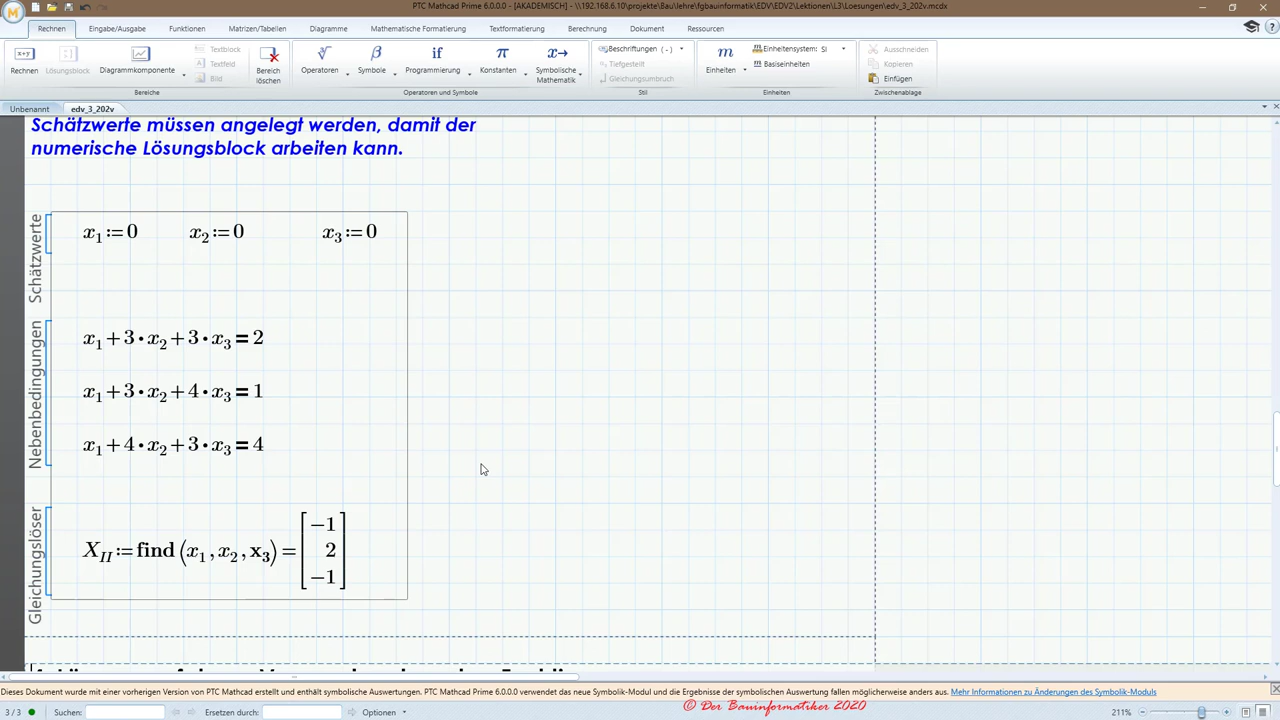 PTC Mathcad Prime 6.0.0.0 - [AKADEMISCH] - \\192.168.6.10\projekte\Bau\lehre\fgbauinformatik\EDV\EDV2\Lektionen\L3\Loesungen\edv_3_202v.mcdx
Rechnen Eingabe/Ausgabe Funktionen Matrizen/Tabellen Diagramme Mathematische Formatierung Textformatierung Berechnung Dokument Ressourcen
Rechnen Lösungsblock Diagrammkomponente Textblock Textfeld Bild Bereich löschen
Operatoren Symbole Programmierung Konstanten Symbolische Mathematik
Beschriftungen ( - ) Tiefgestellt Gleichungsumbruch
Einheiten Einheitensystem: SI Basiseinheiten
Ausschneiden Kopieren Einfügen
Bereiche Operatoren und Symbole Stil Einheiten Zwischenablage
Unbenannt edv_3_202v
Schätzwerte müssen angelegt werden, damit der
numerische Lösungsblock arbeiten kann.
Schätzwerte
x₁:=0 x₂:=0 x₃:=0
Nebenbedingungen
x₁+3·x₂+3·x₃=2
x₁+3·x₂+4·x₃=1
x₁+4·x₂+3·x₃=4
Gleichungslöser
X_II:=find(x₁,x₂,x₃)=[−1 2 −1]
Dieses Dokument wurde mit einer vorherigen Version von PTC Mathcad erstellt und enthält symbolische Auswertungen. PTC Mathcad Prime 6.0.0.0 verwendet das neue Symbolik-Modul und die Ergebnisse der symbolischen Auswertung fallen möglicherweise anders aus. Mehr Informationen zu Änderungen des Symbolik-Moduls
3 / 3 Suchen: Ersetzen durch: Optionen 211%
© Der Bauinformatiker 2020